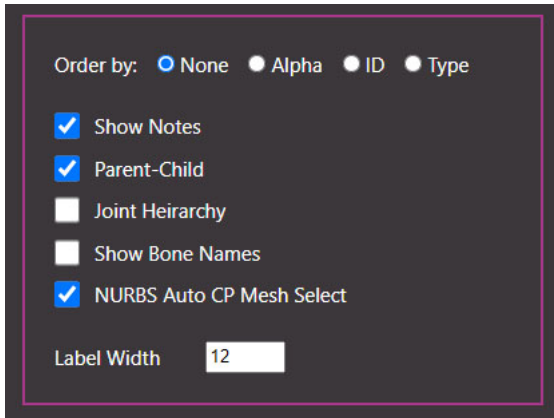 Order by: None Alpha ID Type
Show Notes
Parent-Child
Joint Heirarchy
Show Bone Names
NURBS Auto CP Mesh Select
Label Width 12